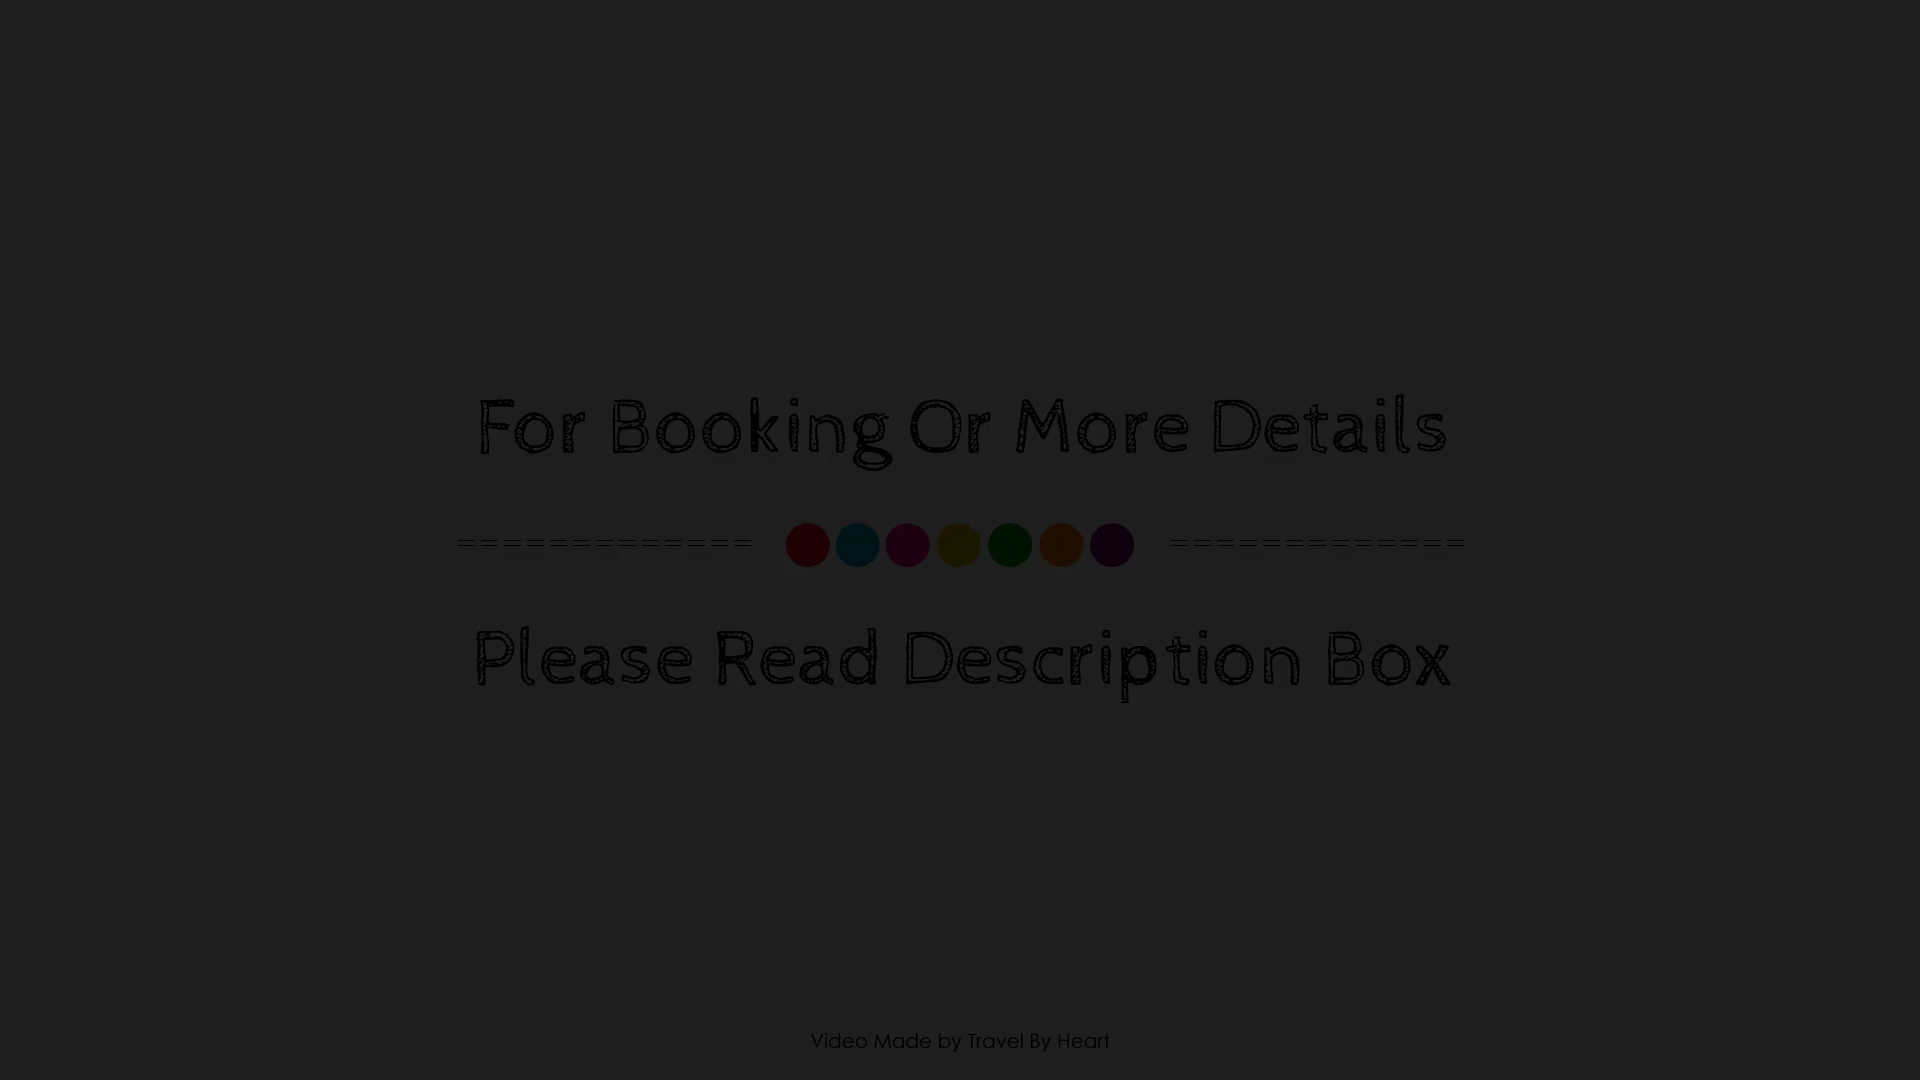 For Booking Or More Details
============= =============
Please Read Description Box
Video Made by Travel By Heart